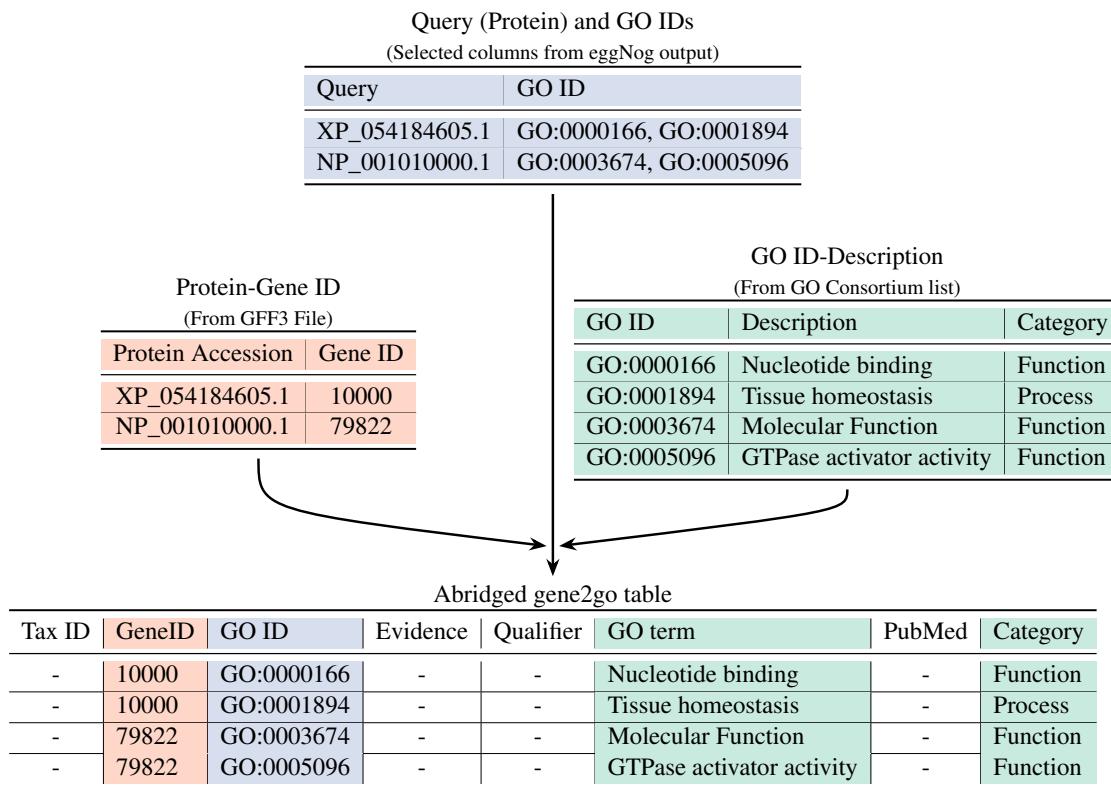 Query (Protein) and GO IDs
(Selected columns from eggNog output)
Query GO ID
XP_054184605.1 GO:0000166, GO:0001894
NP_001010000.1 GO:0003674, GO:0005096
Protein-Gene ID
(From GFF3 File)
Protein Accession Gene ID
XP_054184605.1 10000
NP_001010000.1 79822
GO ID-Description
(From GO Consortium list)
GO ID Description Category
GO:0000166 Nucleotide binding Function
GO:0001894 Tissue homeostasis Process
GO:0003674 Molecular Function Function
GO:0005096 GTPase activator activity Function
Abridged gene2go table
Tax ID GeneID GO ID Evidence Qualifier GO term PubMed Category
- 10000 GO:0000166 - - Nucleotide binding - Function
- 10000 GO:0001894 - - Tissue homeostasis - Process
- 79822 GO:0003674 - - Molecular Function - Function
- 79822 GO:0005096 - - GTPase activator activity - Function